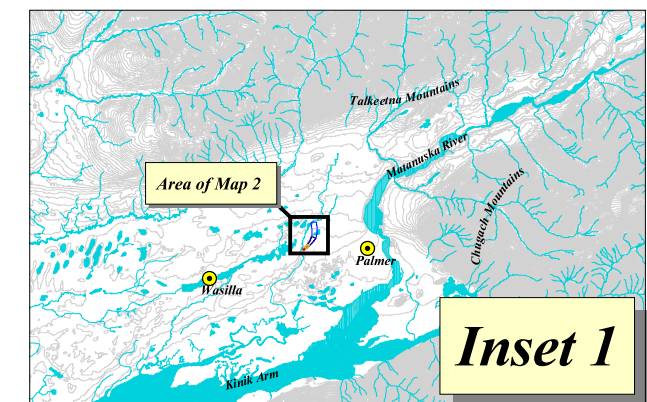 Talkeetna Mountains
Matanuska River
Area of Map 2
Chugach Mountains
Palmer
Wasilla
Inset 1
Knik Arm